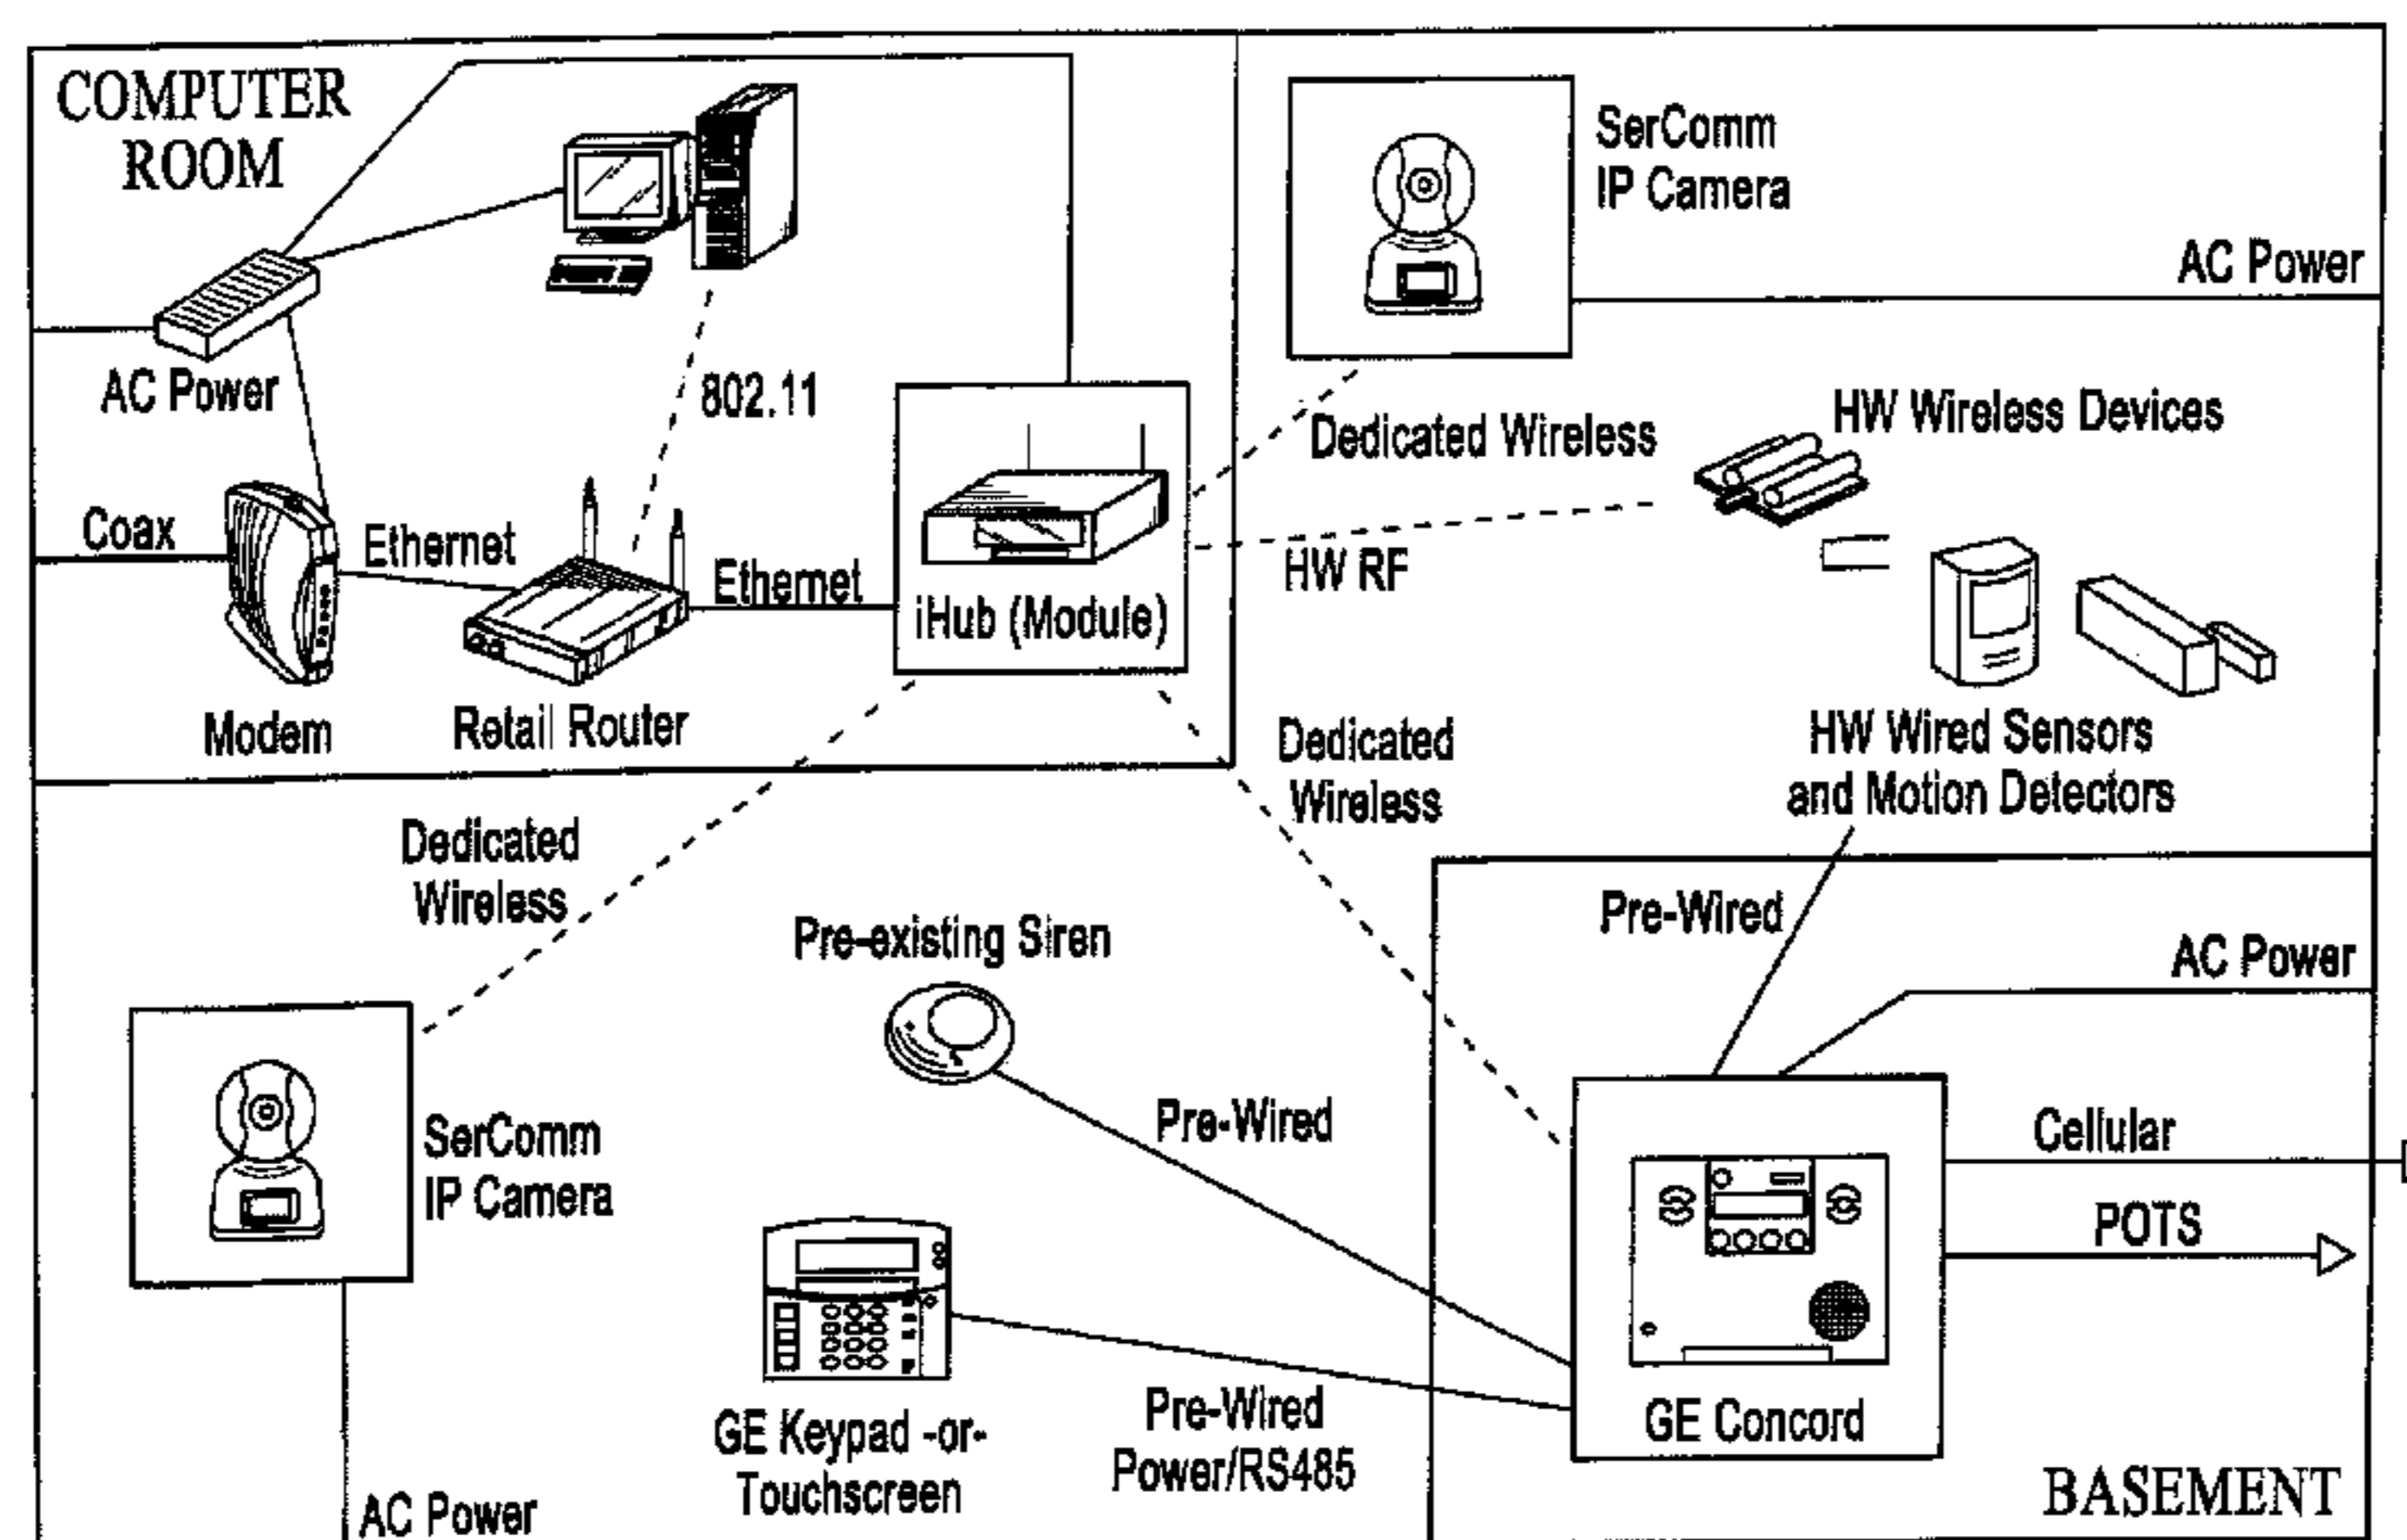 COMPUTER
ROOM
AC Power
802.11
Coax
Ethernet
Ethernet
iHub (Module)
Modem
Retail Router
SerComm
IP Camera
AC Power
Dedicated Wireless
HW Wireless Devices
HW RF
HW Wired Sensors
and Motion Detectors
Dedicated
Wireless
Dedicated
Wireless
Pre-existing Siren
Pre-Wired
AC Power
SerComm
IP Camera
Pre-Wired
Cellular
POTS
GE Keypad -or-
Touchscreen
Pre-Wired
Power/RS485
GE Concord
AC Power
BASEMENT